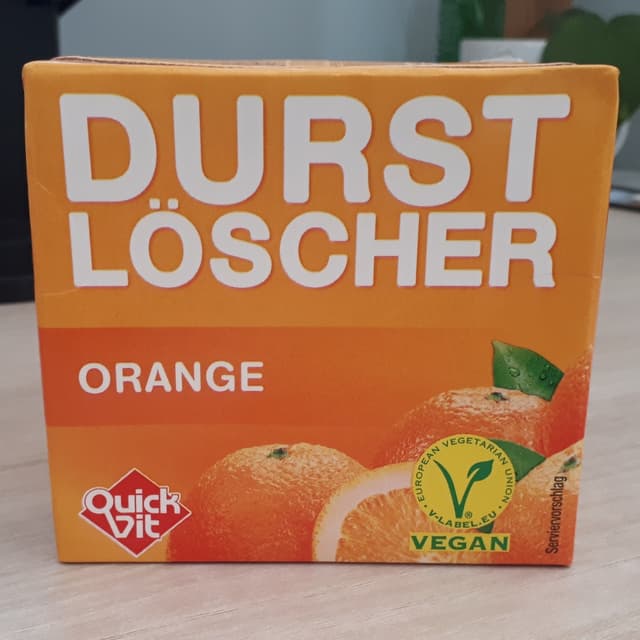 DURST
LÖSCHER
ORANGE
Quick
Vit
EUROPEAN VEGETARIAN UNION
V-LABEL.EU
®
VEGAN
Serviervorschlag